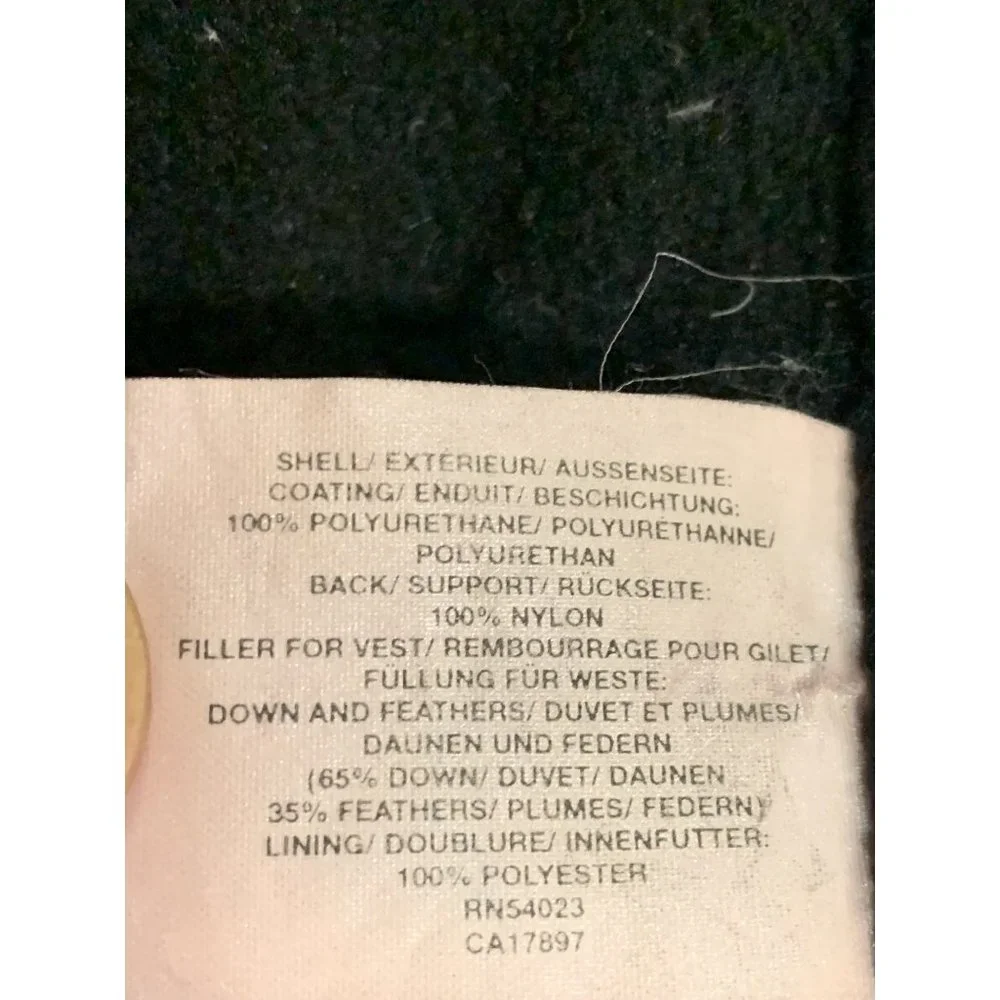 SHELL/ EXTÉRIEUR/ AUSSENSEITE:
COATING/ ENDUIT/ BESCHICHTUNG:
100% POLYURETHANE/ POLYURÉTHANNE/
POLYURETHAN
BACK/ SUPPORT/ RÜCKSEITE:
100% NYLON
FILLER FOR VEST/ REMBOURRAGE POUR GILET/
FÜLLUNG FÜR WESTE:
DOWN AND FEATHERS/ DUVET ET PLUMES/
DAUNEN UND FEDERN
(65% DOWN/ DUVET/ DAUNEN
35% FEATHERS/ PLUMES/ FEDERN)
LINING/ DOUBLURE/ INNENFUTTER:
100% POLYESTER
RN54023
CA17897